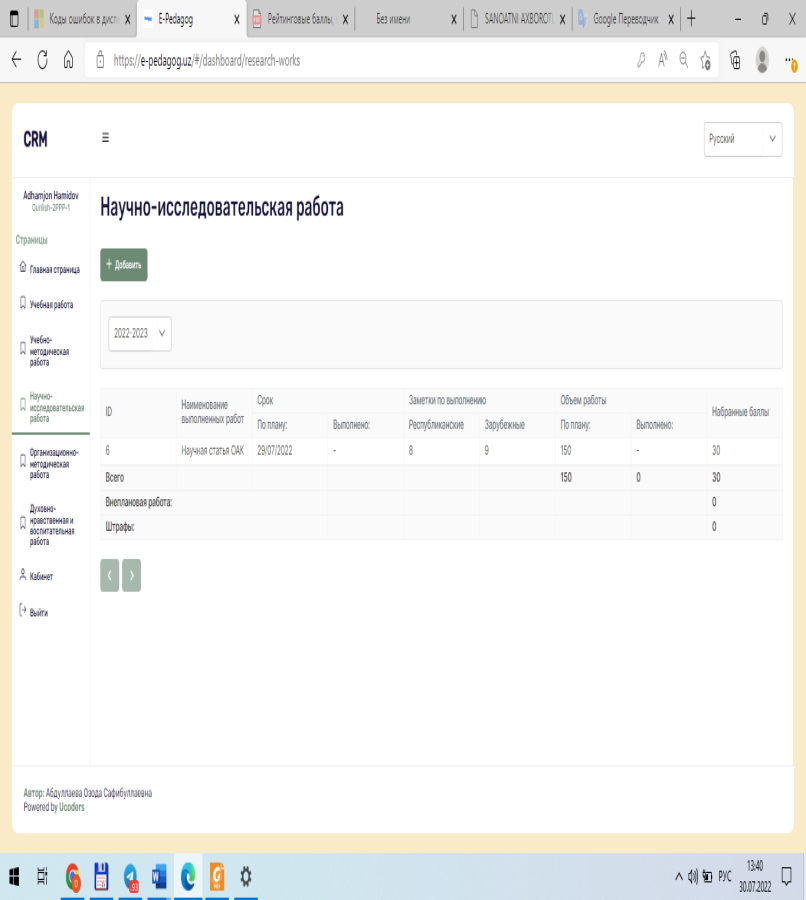 Коды ошибок в дисп
E-Pedagog
Рейтинговые баллы,
Без имени
SANOATNI AXBOROTI
Google Переводчик
https://e-pedagog.uz/#/dashboard/research-works
CRM
Русский
Adhamjon Hamidov
Qurilish-2PPP-1
Страницы
Главная страница
Учебная работа
Учебно-
методическая
работа
Научно-
исследовательская
работа
Организационно-
методическая
работа
Духовно-
нравственная и
воспитательная
работа
Кабинет
Выйти
Научно-исследовательская работа
+ Добавить
2022-2023
ID Наименование выполненных работ Срок Заметки по выполнению Объем работы Набранные баллы
По плану: Выполнено: Республиканские Зарубежные По плану: Выполнено:
6 Научная статья ОАК 29/07/2022 - 8 9 150 - 30
Всего 150 0 30
Внеплановая работа: 0
Штрафы: 0
Автор: Абдуллаева Озода Сафибуллаевна
Powered by Ucoders
93
РУС
13:40
30.07.2022